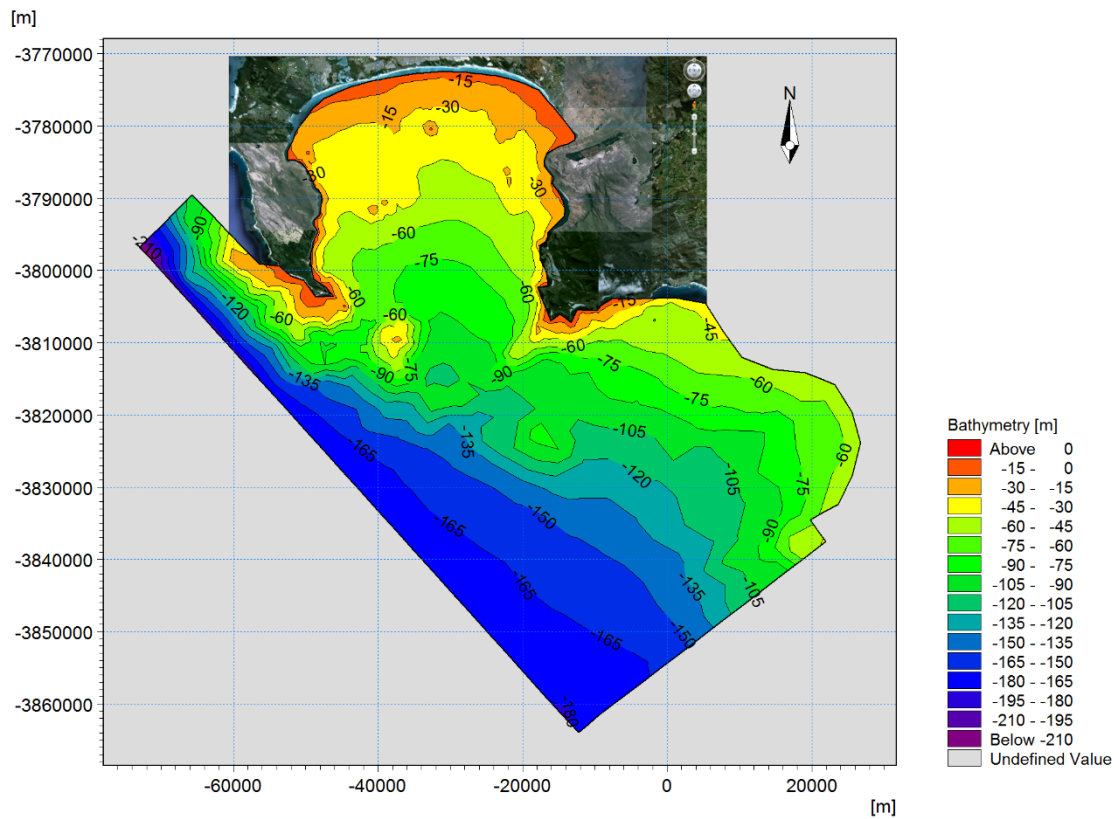 [m]
-3770000
-3780000
-3790000
-3800000
-3810000
-3820000
-3830000
-3840000
-3850000
-3860000
-60000 -40000 -20000 0 20000
[m]
N
-15
-30
-15
-30
-30
-60
-75
-60
-60
-60
-75
-90
-90
-210
-120
-60
-90
-135
-15
-45
-60
-75
-75
-60
-105
-135
-165
-120
-105
-75
-60
-90
-150
-165
-165
-135
-105
-150
-165
-180
Bathymetry [m]
Above 0
-15 - 0
-30 - -15
-45 - -30
-60 - -45
-75 - -60
-90 - -75
-105 - -90
-120 - -105
-135 - -120
-150 - -135
-165 - -150
-180 - -165
-195 - -180
-210 - -195
Below -210
Undefined Value